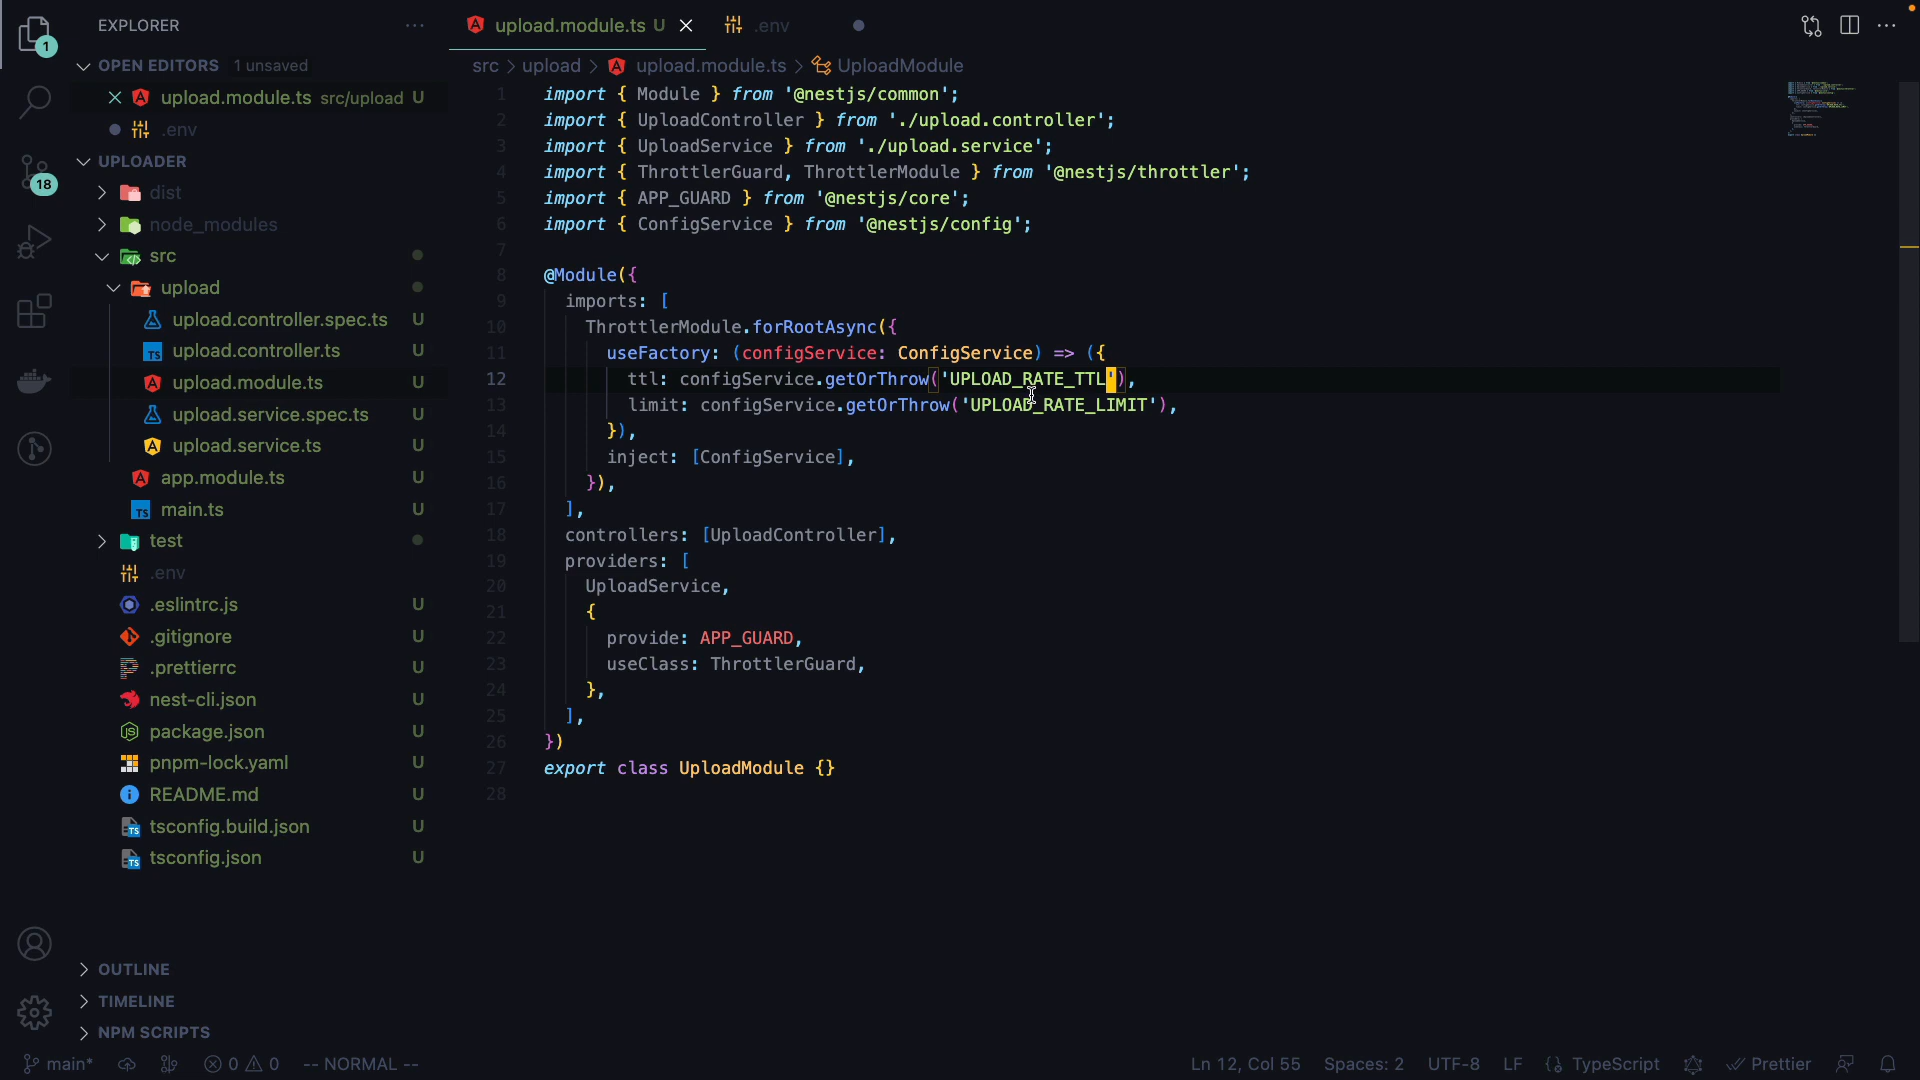 EXPLORER
upload.module.ts U
.env
1
OPEN EDITORS 1 unsaved
src > upload > upload.module.ts > UploadModule
upload.module.ts src/upload U
.env
UPLOADER
18
dist
node_modules
src
upload
upload.controller.spec.ts U
TS upload.controller.ts U
upload.module.ts U
upload.service.spec.ts U
upload.service.ts U
app.module.ts U
TS main.ts U
test
.env
.eslintrc.js U
.gitignore U
.prettierrc U
nest-cli.json U
package.json U
pnpm-lock.yaml U
README.md U
TS tsconfig.build.json U
TS tsconfig.json U
OUTLINE
TIMELINE
NPM SCRIPTS
1 import { Module } from '@nestjs/common';
2 import { UploadController } from './upload.controller';
3 import { UploadService } from './upload.service';
4 import { ThrottlerGuard, ThrottlerModule } from '@nestjs/throttler';
5 import { APP_GUARD } from '@nestjs/core';
6 import { ConfigService } from '@nestjs/config';
7
8 @Module({
9 imports: [
10 ThrottlerModule.forRootAsync({
11 useFactory: (configService: ConfigService) => ({
12 ttl: configService.getOrThrow('UPLOAD_RATE_TTL'),
13 limit: configService.getOrThrow('UPLOAD_RATE_LIMIT'),
14 }),
15 inject: [ConfigService],
16 }),
17 ],
18 controllers: [UploadController],
19 providers: [
20 UploadService,
21 {
22 provide: APP_GUARD,
23 useClass: ThrottlerGuard,
24 },
25 ],
26 })
27 export class UploadModule {}
28
main* 0 0 -- NORMAL -- Ln 12, Col 55 Spaces: 2 UTF-8 LF {} TypeScript Prettier